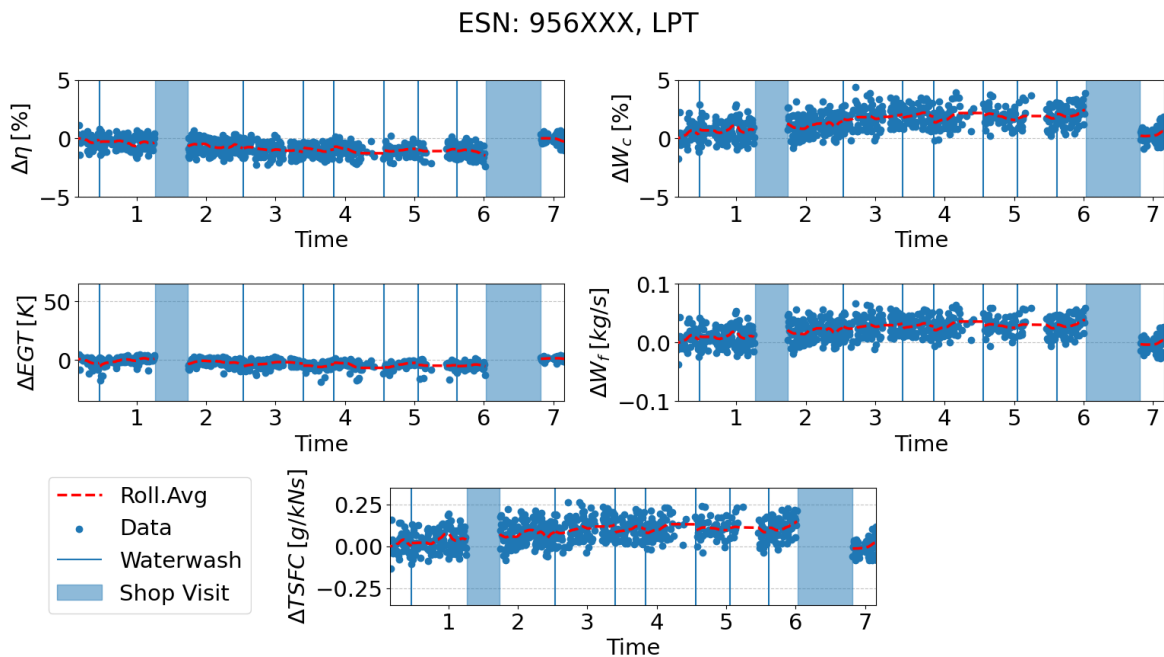 ESN: 956XXX, LPT
5
0
−5
Δη [%]
1 2 3 4 5 6 7
Time
5
0
−5
ΔW_c [%]
1 2 3 4 5 6 7
Time
50
0
ΔEGT [K]
1 2 3 4 5 6 7
Time
0.1
0.0
−0.1
ΔW_f [kg/s]
1 2 3 4 5 6 7
Time
Roll.Avg
Data
Waterwash
Shop Visit
0.25
0.00
−0.25
ΔTSFC [g/kNs]
1 2 3 4 5 6 7
Time